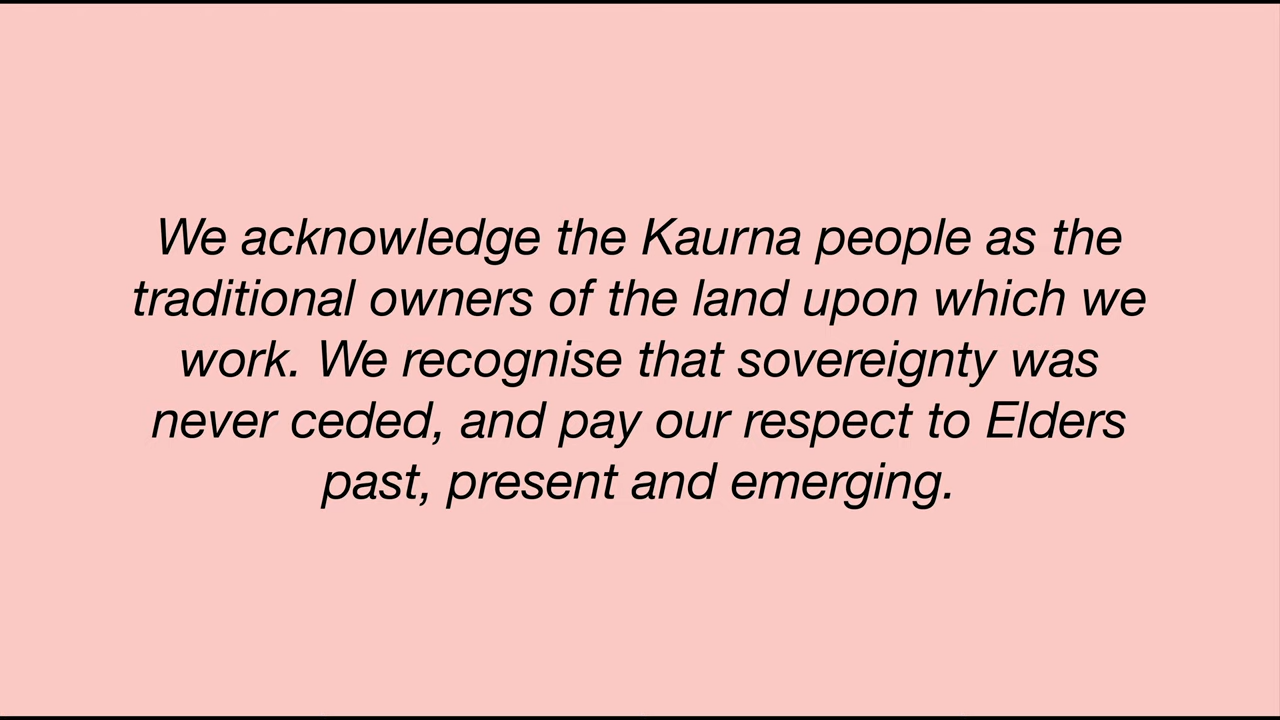 We acknowledge the Kaurna people as the
traditional owners of the land upon which we
work. We recognise that sovereignty was
never ceded, and pay our respect to Elders
past, present and emerging.